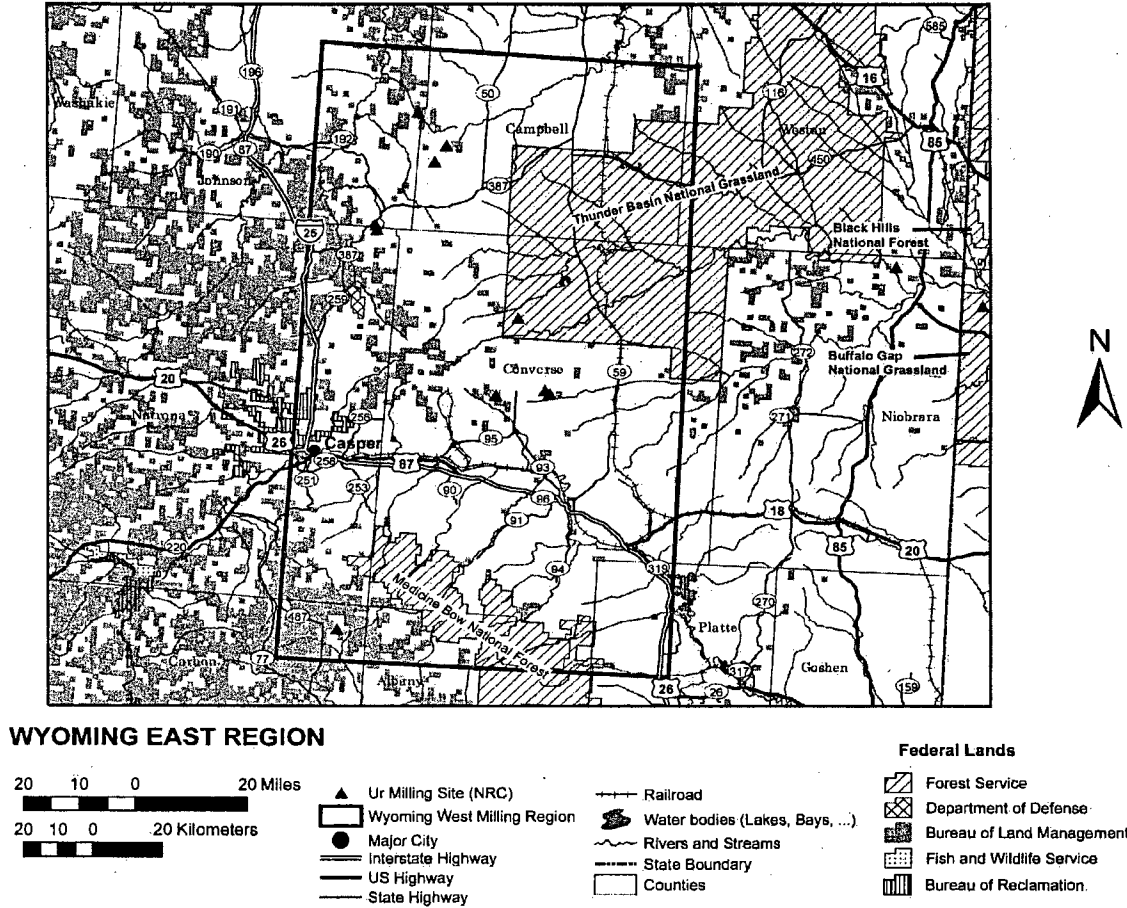 585
196
16
50
116
Washakie
191
Campbell
Weston
192
85
190
87
450
Johnson
387
Thunder Basin National Grassland
25
Black Hills
National Forest
387
259
272
Buffalo Gap
National Grassland
Converse
59
20
Natrona
256
271
Niobrara
95
26
Casper
256
87
93
251
253
90
96
18
91
220
85
20
94
319
Medicine Bow National Forest
270
487
Platte
77
Carbon
Albany
317
Goshen
26
26
159
N
WYOMING EAST REGION
20 10 0 20 Miles
20 10 0 20 Kilometers
Ur Milling Site (NRC)
Wyoming West Milling Region
Major City
Interstate Highway
US Highway
State Highway
Railroad
Water bodies (Lakes, Bays, ...)
Rivers and Streams
State Boundary
Counties
Federal Lands
Forest Service
Department of Defense
Bureau of Land Management
Fish and Wildlife Service
Bureau of Reclamation